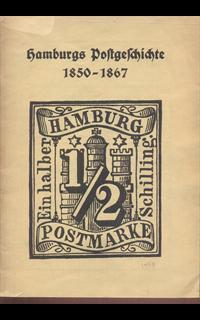 Hamburgs Postgeschichte
1850-1867
HAMBURG
Ein halber
1/2
Schilling
POSTMARKE